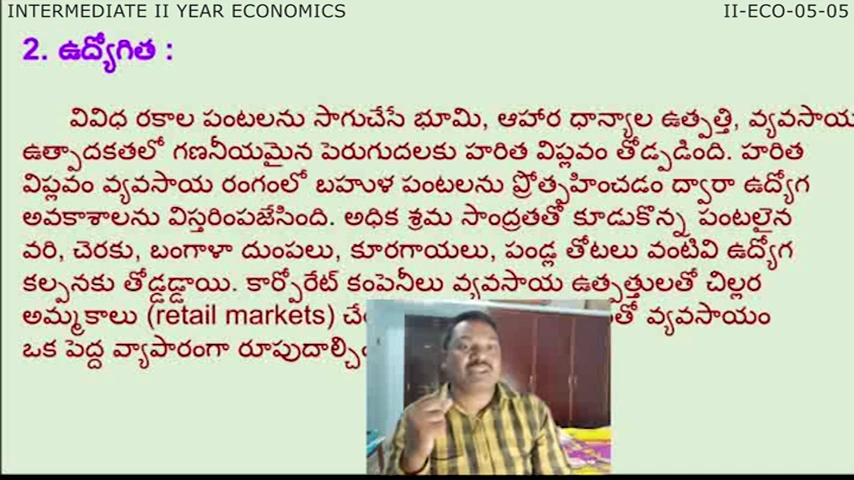 INTERMEDIATE II YEAR ECONOMICS
II-ECO-05-05
2. ఉద్యోగిత :
వివిధ రకాల పంటలను సాగుచేసే భూమి, ఆహార ధాన్యాల ఉత్పత్తి, వ్యవసాయ
ఉత్పాదకతలో గణనీయమైన పెరుగుదలకు హరిత విప్లవం తోడ్పడింది. హరిత
విప్లవం వ్యవసాయ రంగంలో బహుళ పంటలను ప్రోత్సహించడం ద్వారా ఉద్యోగ
అవకాశాలను విస్తరింపజేసింది. అధిక శ్రమ సాంద్రతతో కూడుకొన్న పంటలైన
వరి, చెరకు, బంగాళా దుంపలు, కూరగాయలు, పండ్ల తోటలు వంటివి ఉద్యోగ
కల్పనకు తోడ్డడ్డాయి. కార్పోరేట్ కంపెనీలు వ్యవసాయ ఉత్పత్తులతో చిల్లర
అమ్మకాలు (retail markets) వ్యవసాయం
ఒక పెద్ద వ్యాపారంగా